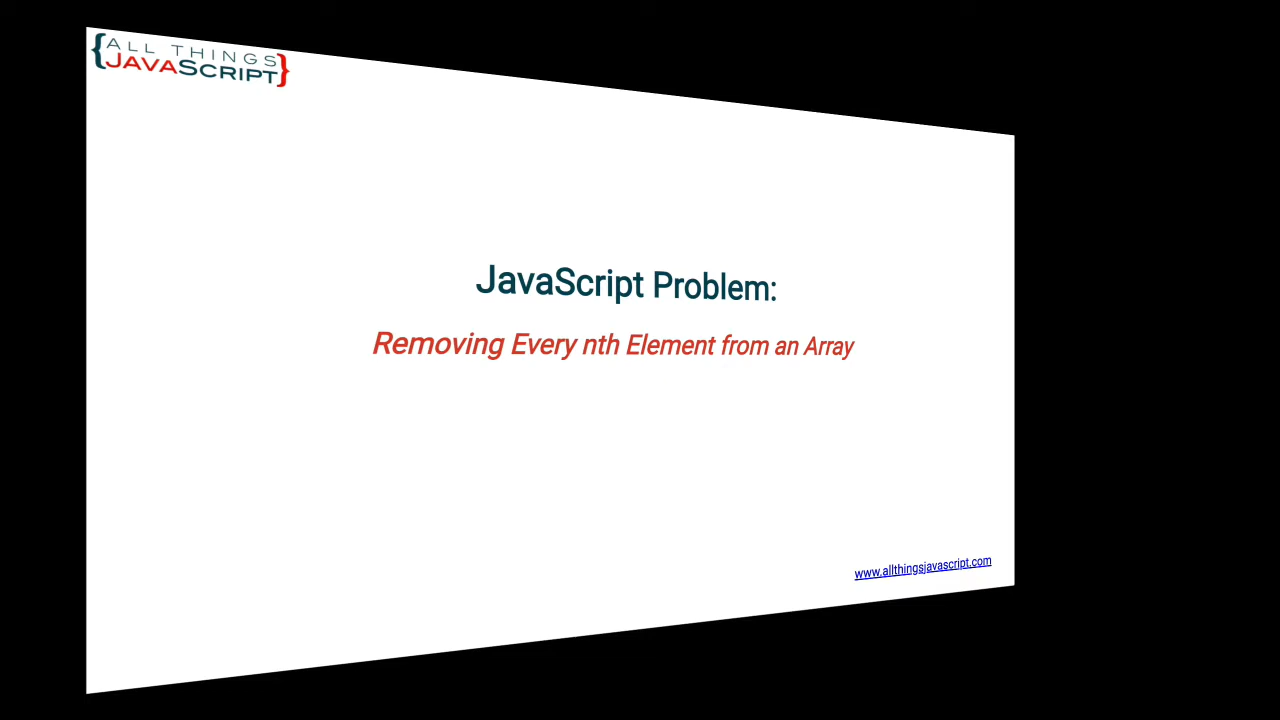 {ALL THINGS
JAVASCRIPT}
JavaScript Problem:
Removing Every nth Element from an Array
www.allthingsjavascript.com